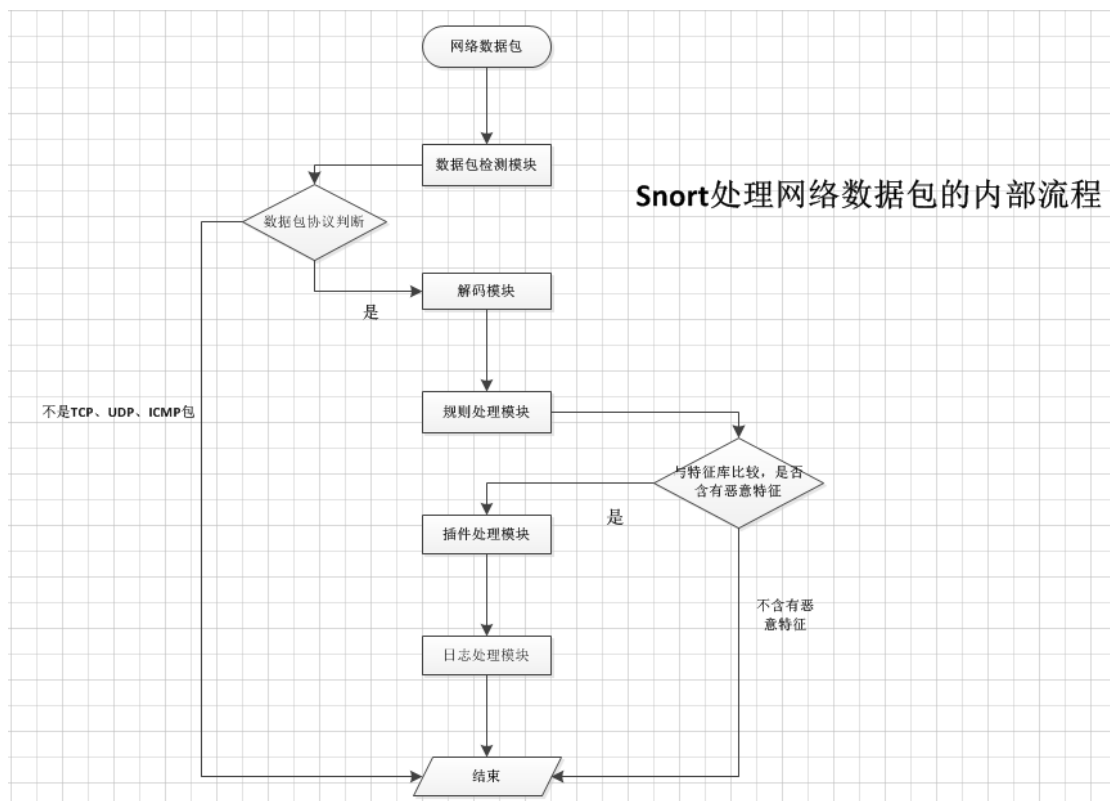 网络数据包
数据包检测模块
Snort处理网络数据包的内部流程
数据包协议判断
解码模块
是
不是TCP、UDP、ICMP包
规则处理模块
与特征库比较，是否
含有恶意特征
是
插件处理模块
不含有恶
意特征
日志处理模块
结束